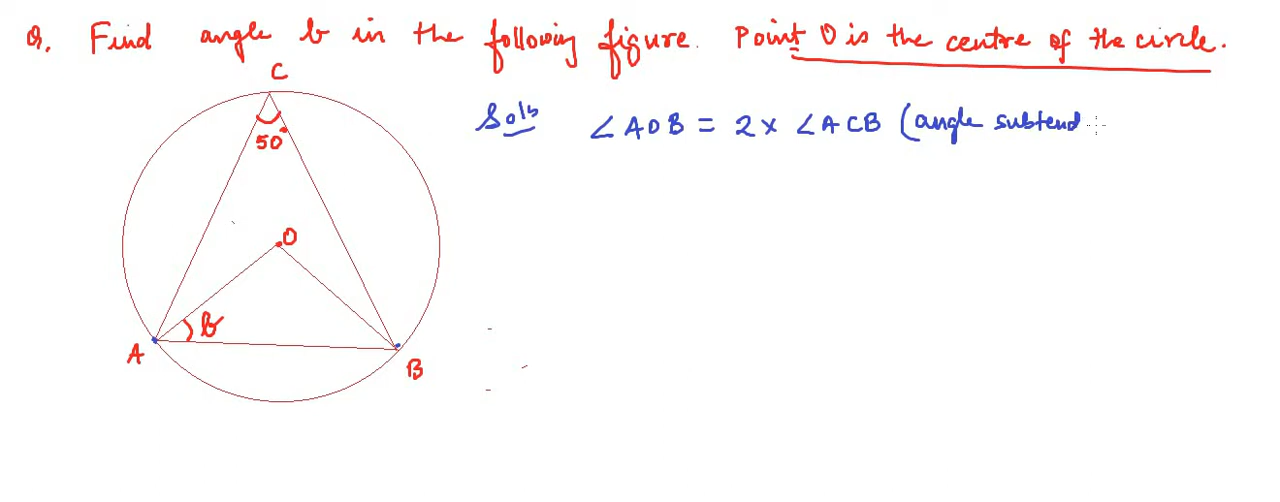 Q. Find angle b in the following figure. Point O is the centre of the circle.
C
Soln ∠AOB = 2 × ∠ACB (angle subtend
50°
O
b
A
B